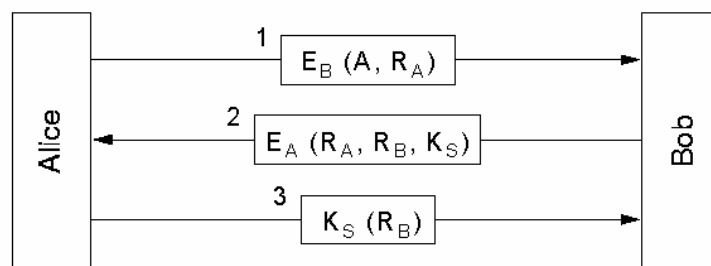 Alice
1
E_B (A, R_A)
2
E_A (R_A, R_B, K_S)
3
K_S (R_B)
Bob